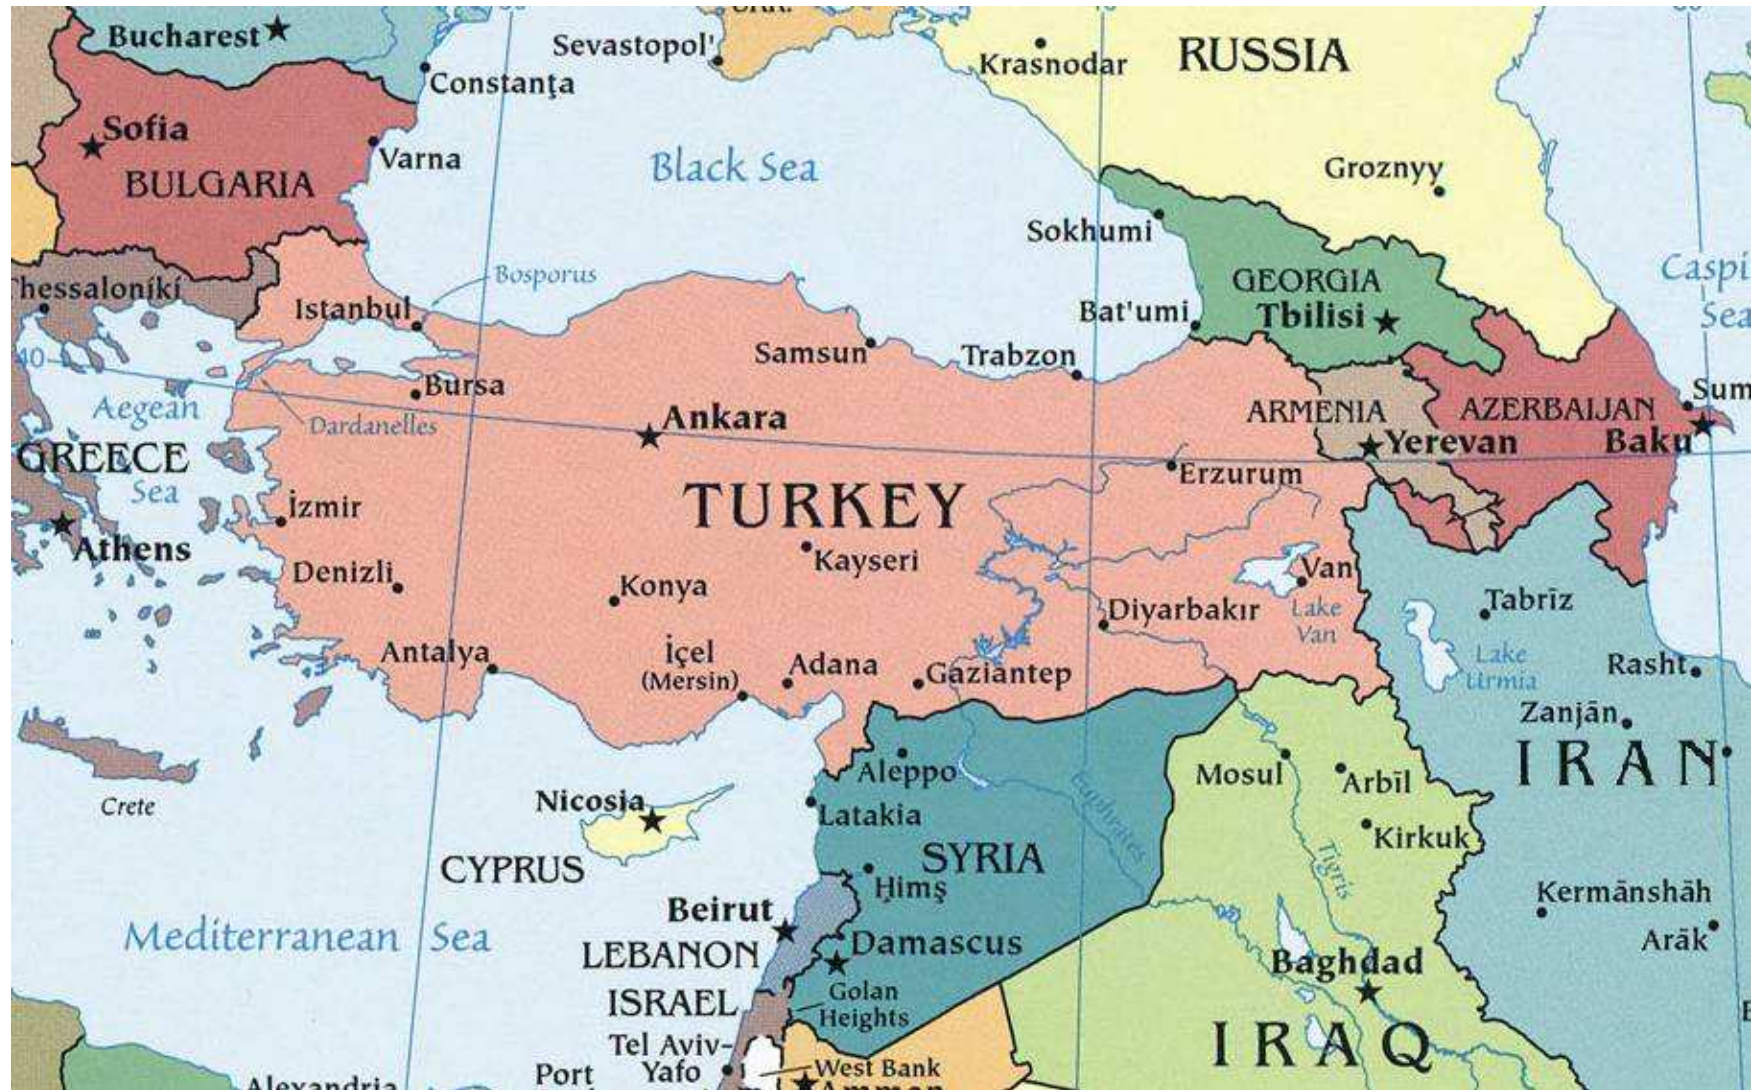 UKR.
Bucharest
Sevastopol'
Constanţa
Krasnodar
RUSSIA
Sofia
Varna
BULGARIA
Black Sea
Groznyy
Sokhumi
Caspi
Sea
GEORGIA
Tbilisi
Bosporus
Thessaloníki
Istanbul
Bat'umi
40
Samsun
Trabzon
Bursa
Sum
Aegean
Sea
Dardanelles
Ankara
ARMENIA
AZERBAIJAN
Yerevan
Baku
GREECE
Erzurum
İzmir
TURKEY
Athens
Kayseri
Denizli
Konya
Van
Lake
Van
Diyarbakır
Tabrīz
Antalya
İçel
(Mersin)
Adana
Gaziantep
Lake
Urmia
Rasht
Zanjān
IRAN
Aleppo
Mosul
Arbīl
Crete
Nicosia
Latakia
Euphrates
Kirkuk
CYPRUS
SYRIA
Tigris
Ḩimş
Kermānshāh
Beirut
Mediterranean Sea
LEBANON
Damascus
Arāk
Baghdad
ISRAEL
Golan
Heights
IRAQ
Tel Aviv-
Yafo
Port
West Bank
Alexandria
Amman